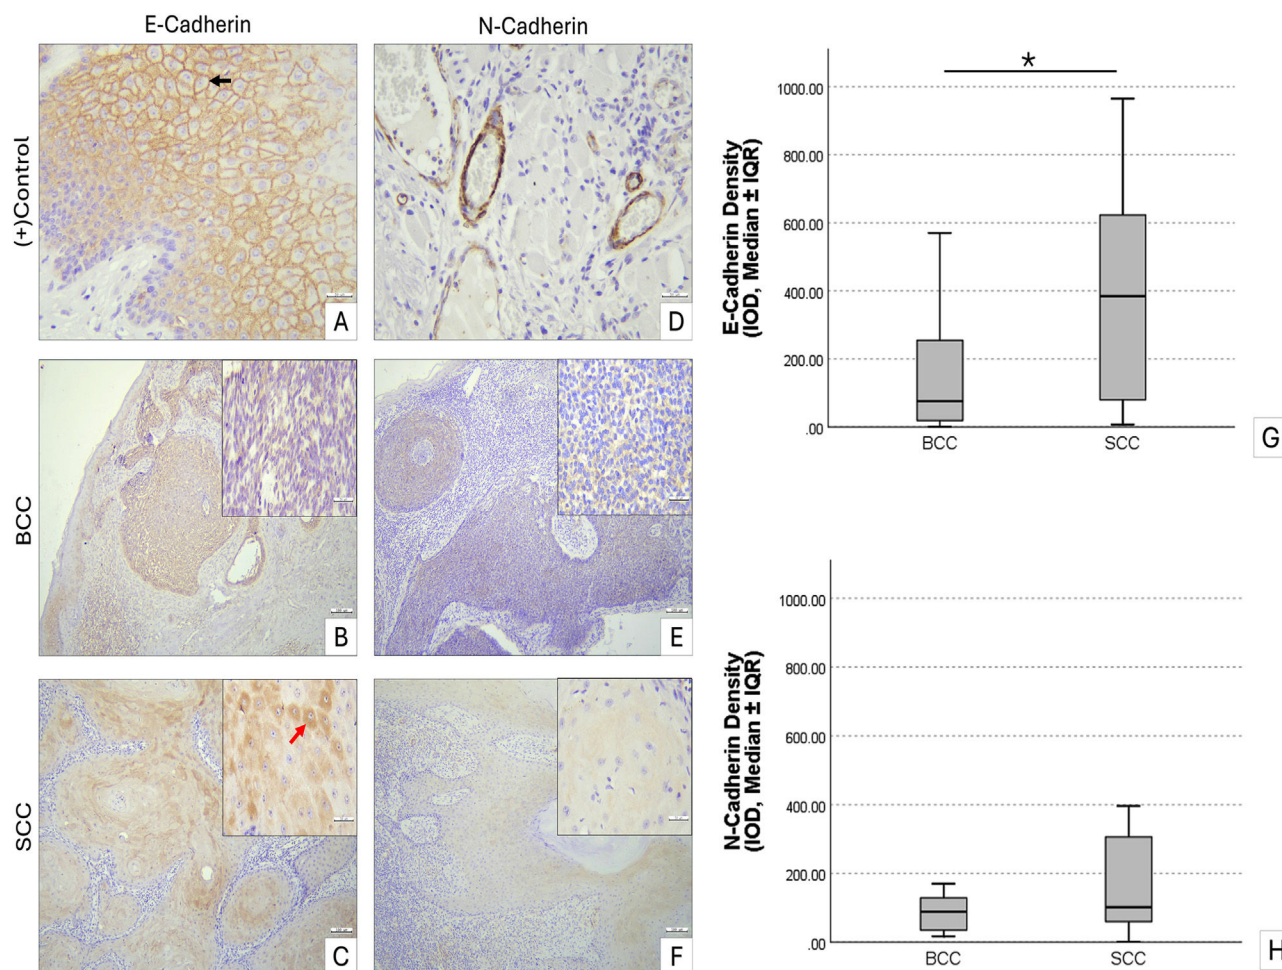 E-Cadherin
N-Cadherin
(+)Control
A
D
BCC
B
E
SCC
C
F
*
E-Cadherin Density
(IOD, Median ± IQR)
1000.00
800.00
600.00
400.00
200.00
.00
BCC
SCC
G
N-Cadherin Density
(IOD, Median ± IQR)
1000.00
800.00
600.00
400.00
200.00
.00
BCC
SCC
H